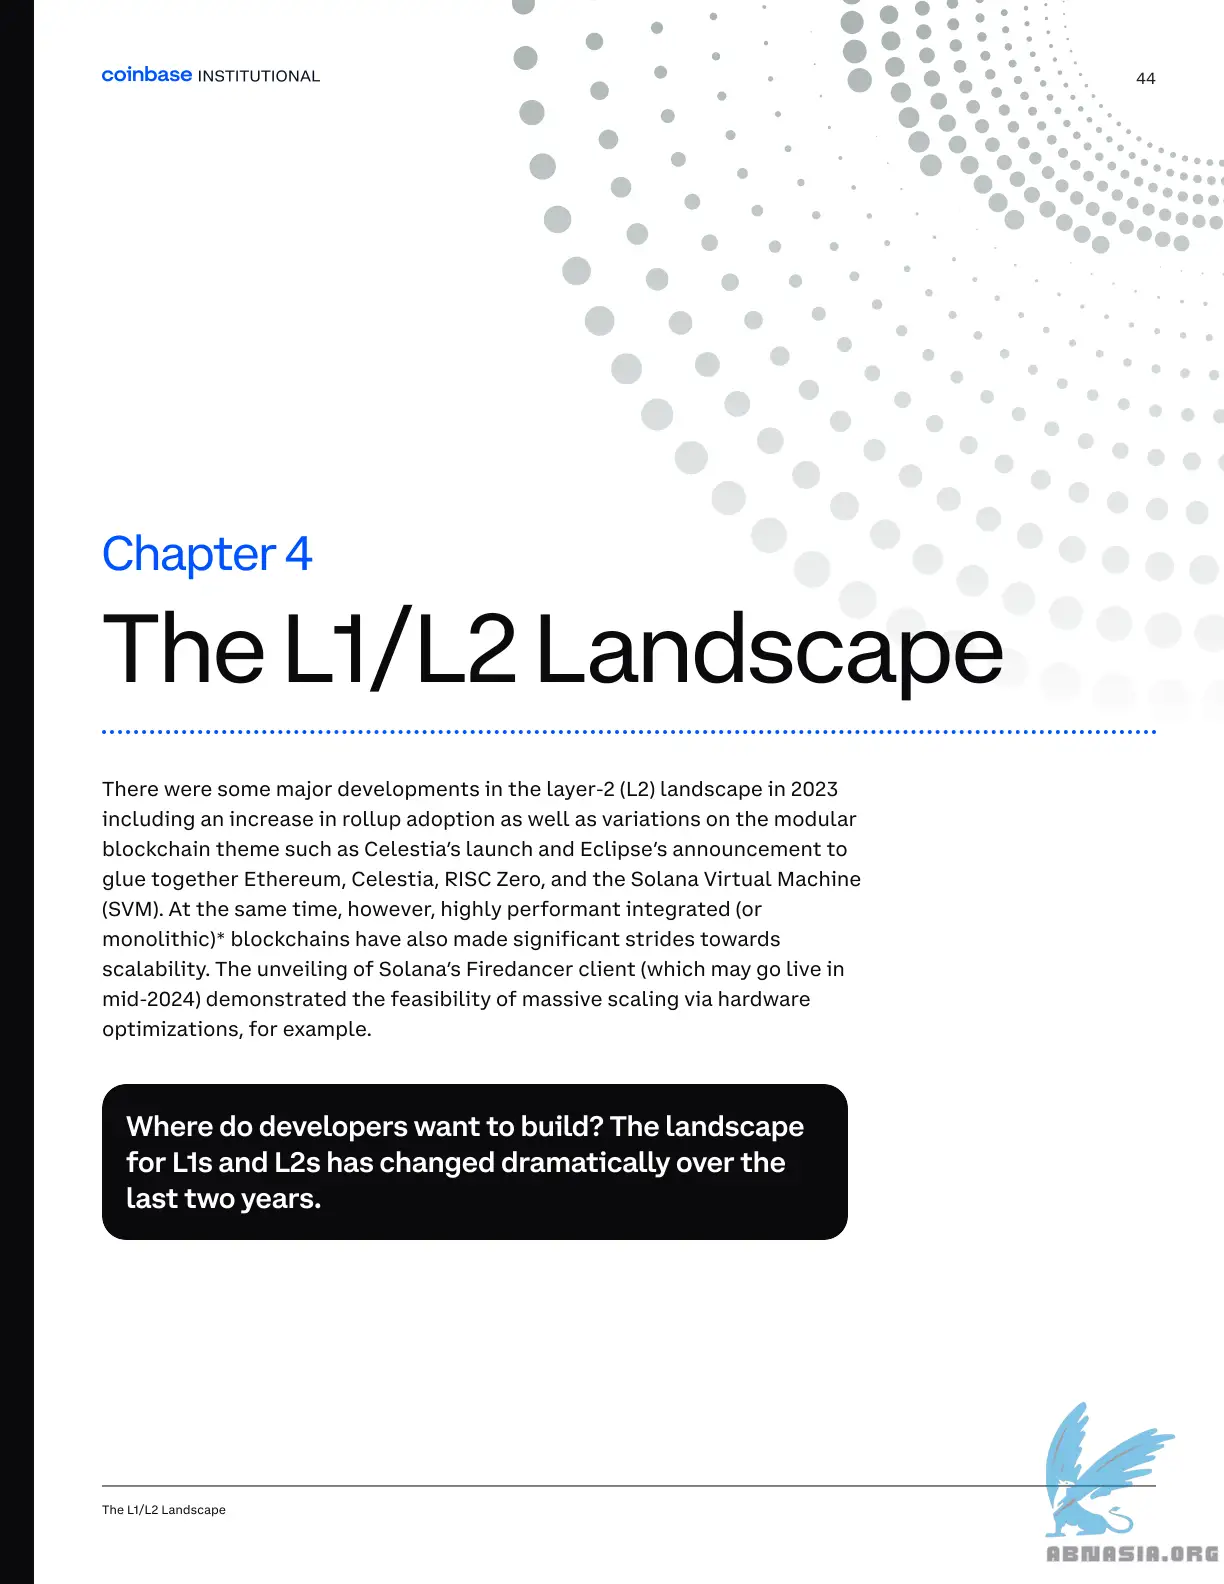 coinbase INSTITUTIONAL
44
Chapter 4
The L1/L2 Landscape
There were some major developments in the layer-2 (L2) landscape in 2023
including an increase in rollup adoption as well as variations on the modular
blockchain theme such as Celestia’s launch and Eclipse’s announcement to
glue together Ethereum, Celestia, RISC Zero, and the Solana Virtual Machine
(SVM). At the same time, however, highly performant integrated (or
monolithic)* blockchains have also made significant strides towards
scalability. The unveiling of Solana’s Firedancer client (which may go live in
mid-2024) demonstrated the feasibility of massive scaling via hardware
optimizations, for example.
Where do developers want to build? The landscape
for L1s and L2s has changed dramatically over the
last two years.
The L1/L2 Landscape
ABNASIA.ORG